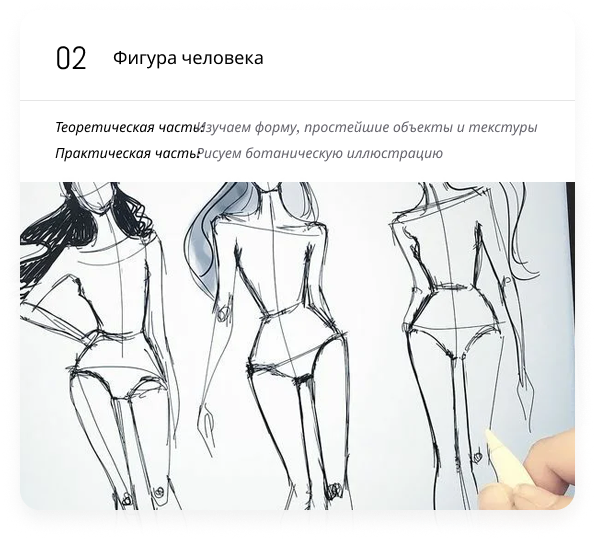 02 Фигура человека
Теоретическая часть: Изучаем форму, простейшие объекты и текстуры
Практическая часть: Рисуем ботаническую иллюстрацию